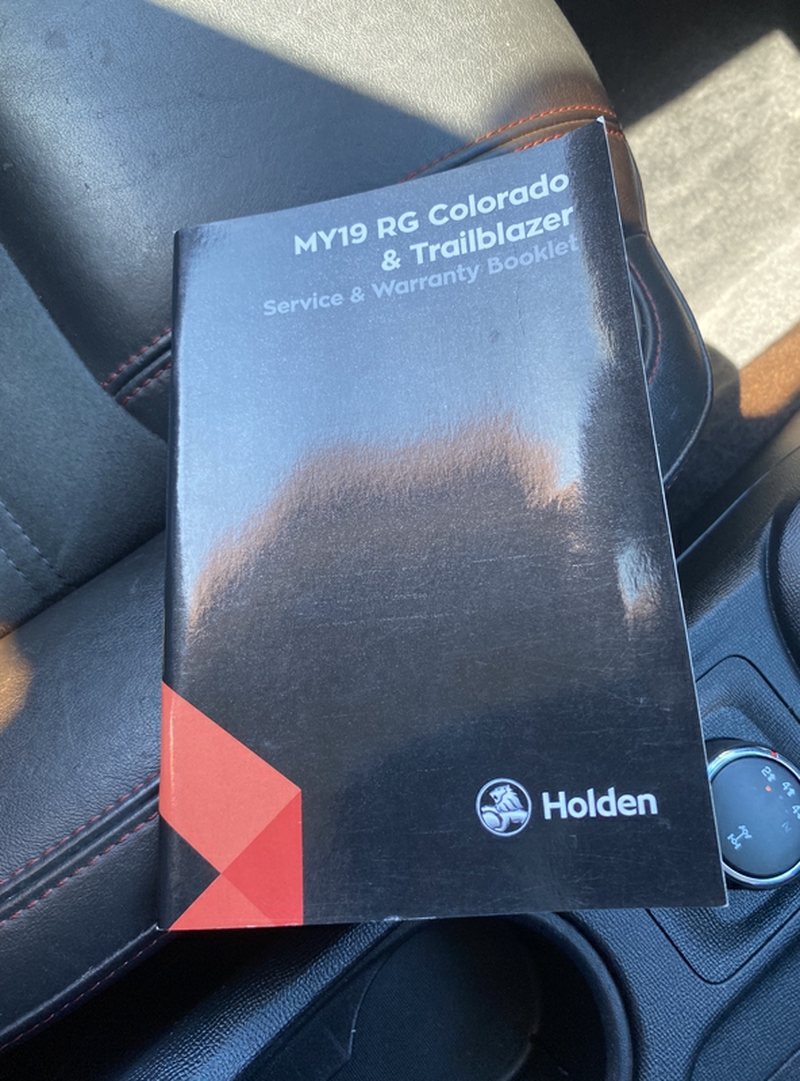 MY19 RG Colorado
& Trailblazer
Service & Warranty Booklet
Holden